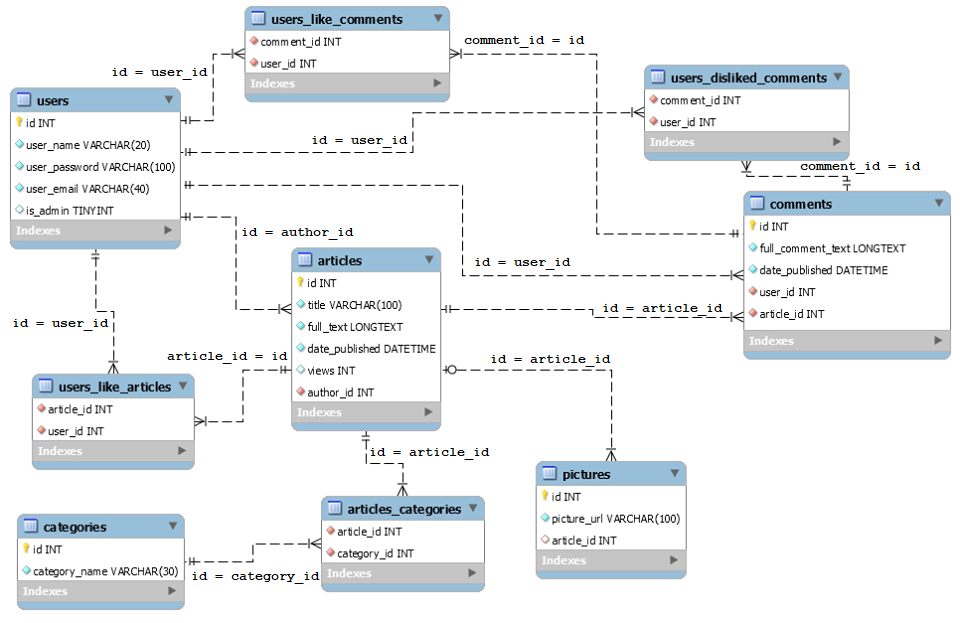 users_like_comments
comment_id INT
user_id INT
Indexes
comment_id = id
id = user_id
users_disliked_comments
comment_id INT
user_id INT
Indexes
comment_id = id
users
id INT
user_name VARCHAR(20)
user_password VARCHAR(100)
user_email VARCHAR(40)
is_admin TINYINT
Indexes
id = user_id
comments
id INT
full_comment_text LONGTEXT
date_published DATETIME
user_id INT
article_id INT
Indexes
id = author_id
id = user_id
articles
id INT
title VARCHAR(100)
full_text LONGTEXT
date_published DATETIME
views INT
author_id INT
Indexes
id = article_id
id = user_id
article_id = id
id = article_id
users_like_articles
article_id INT
user_id INT
Indexes
id = article_id
pictures
id INT
picture_url VARCHAR(100)
article_id INT
Indexes
articles_categories
article_id INT
category_id INT
Indexes
categories
id INT
category_name VARCHAR(30)
Indexes
id = category_id